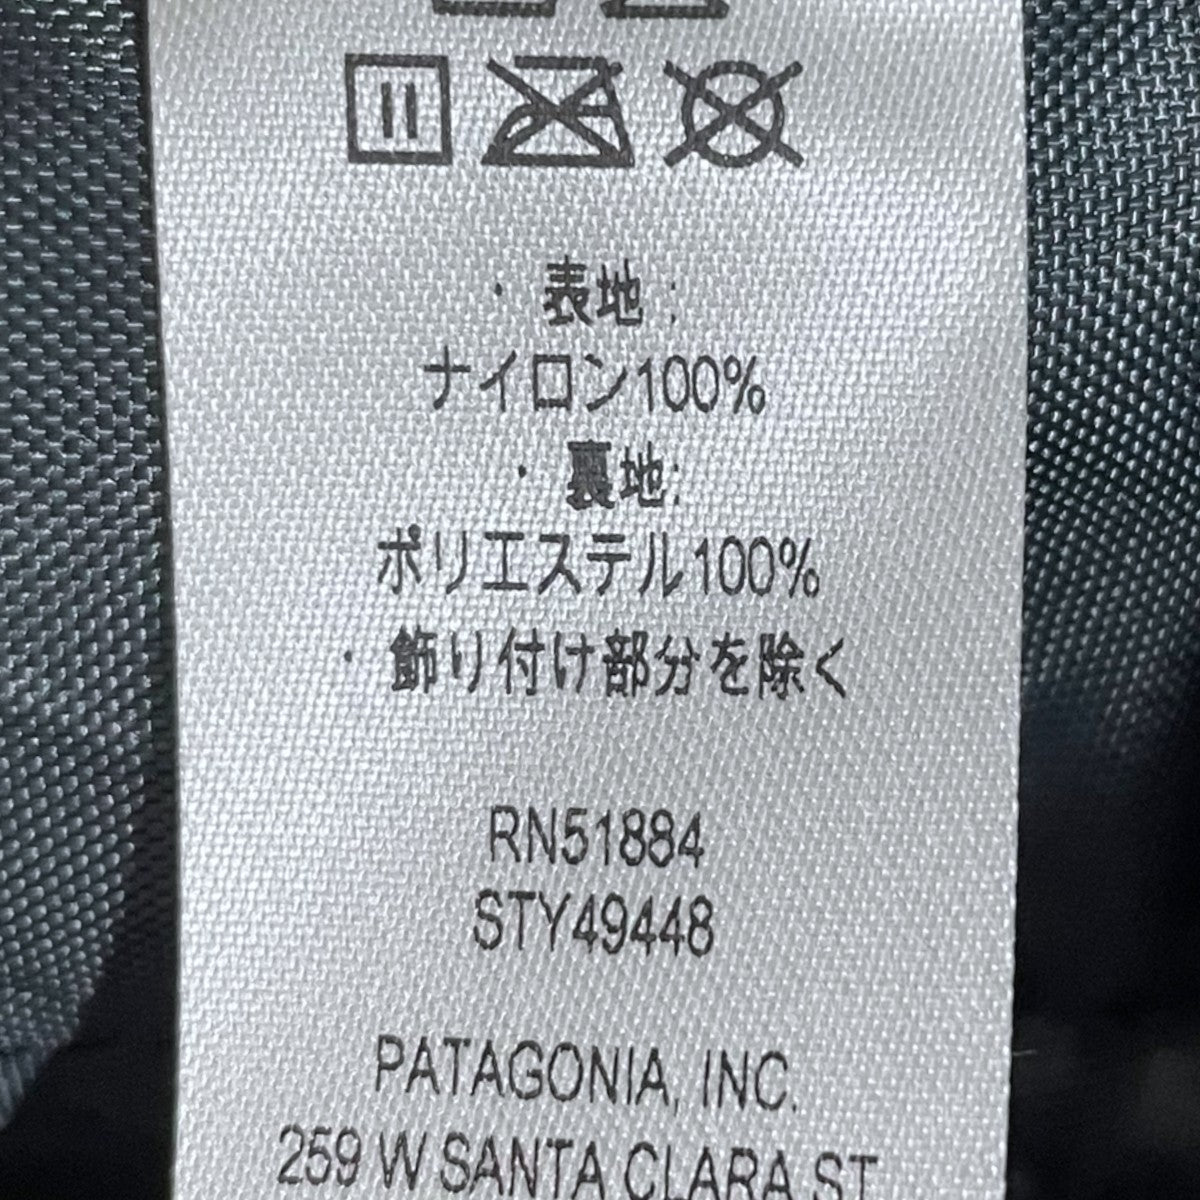 ・表地:
ナイロン100%
・裏地:
ポリエステル100%
・飾り付け部分を除く
RN51884
STY49448
PATAGONIA, INC.
259 W SANTA CLARA ST